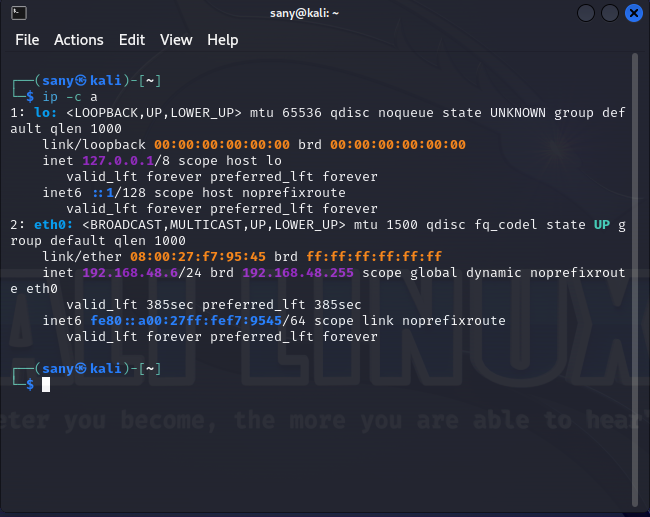 sany@kali: ~
File Actions Edit View Help
┌──(sany㉿kali)-[~]
└─$ ip -c a
1: lo: <LOOPBACK,UP,LOWER_UP> mtu 65536 qdisc noqueue state UNKNOWN group def
ault qlen 1000
    link/loopback 00:00:00:00:00:00 brd 00:00:00:00:00:00
    inet 127.0.0.1/8 scope host lo
       valid_lft forever preferred_lft forever
    inet6 ::1/128 scope host noprefixroute
       valid_lft forever preferred_lft forever
2: eth0: <BROADCAST,MULTICAST,UP,LOWER_UP> mtu 1500 qdisc fq_codel state UP g
roup default qlen 1000
    link/ether 08:00:27:f7:95:45 brd ff:ff:ff:ff:ff:ff
    inet 192.168.48.6/24 brd 192.168.48.255 scope global dynamic noprefixrout
e eth0
       valid_lft 385sec preferred_lft 385sec
    inet6 fe80::a00:27ff:fef7:9545/64 scope link noprefixroute
       valid_lft forever preferred_lft forever
┌──(sany㉿kali)-[~]
└─$
ALI LINUX
eter you become, the more you are able to hear"